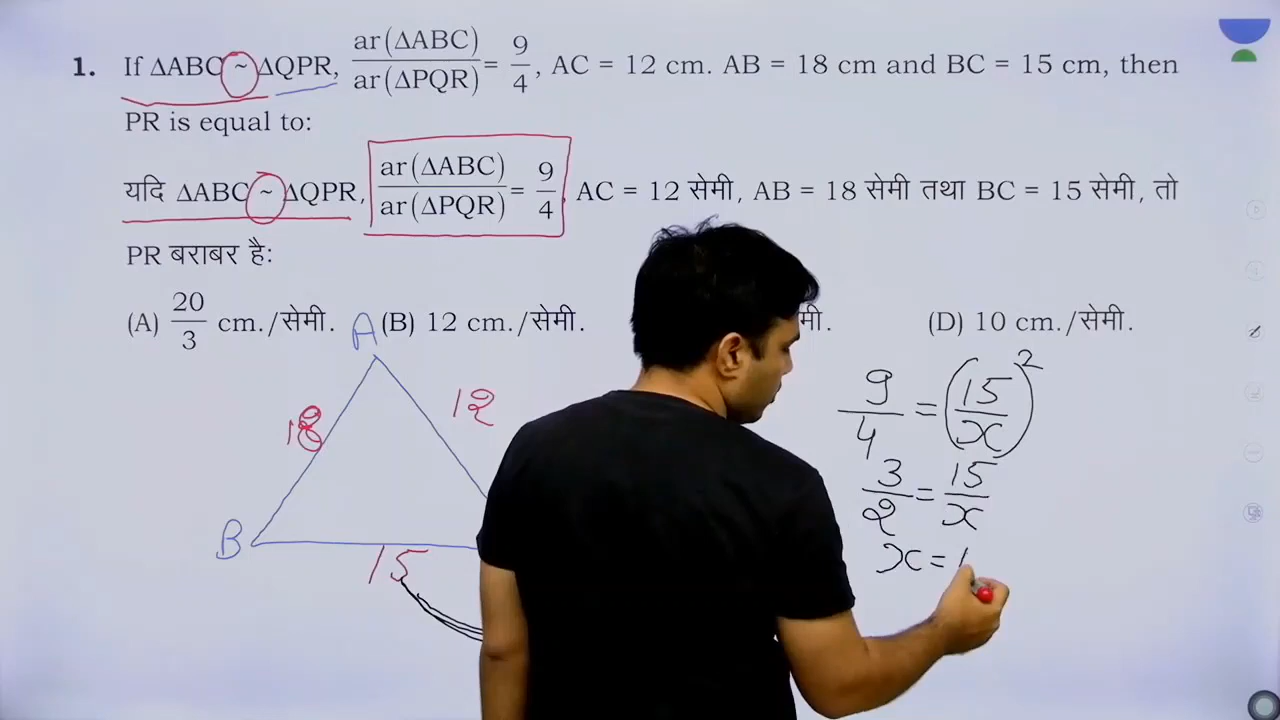 1. If ΔABC ~ ΔQPR, ar(ΔABC)/ar(ΔPQR) = 9/4, AC = 12 cm. AB = 18 cm and BC = 15 cm, then
PR is equal to:
यदि ΔABC ~ ΔQPR, ar(ΔABC)/ar(ΔPQR) = 9/4, AC = 12 सेमी, AB = 18 सेमी तथा BC = 15 सेमी, तो
PR बराबर है:
(A) 20/3 cm./सेमी. (B) 12 cm./सेमी. (D) 10 cm./सेमी.
A
18
12
B
15
9/4 = (15/x)²
3/2 = 15/x
x = 1